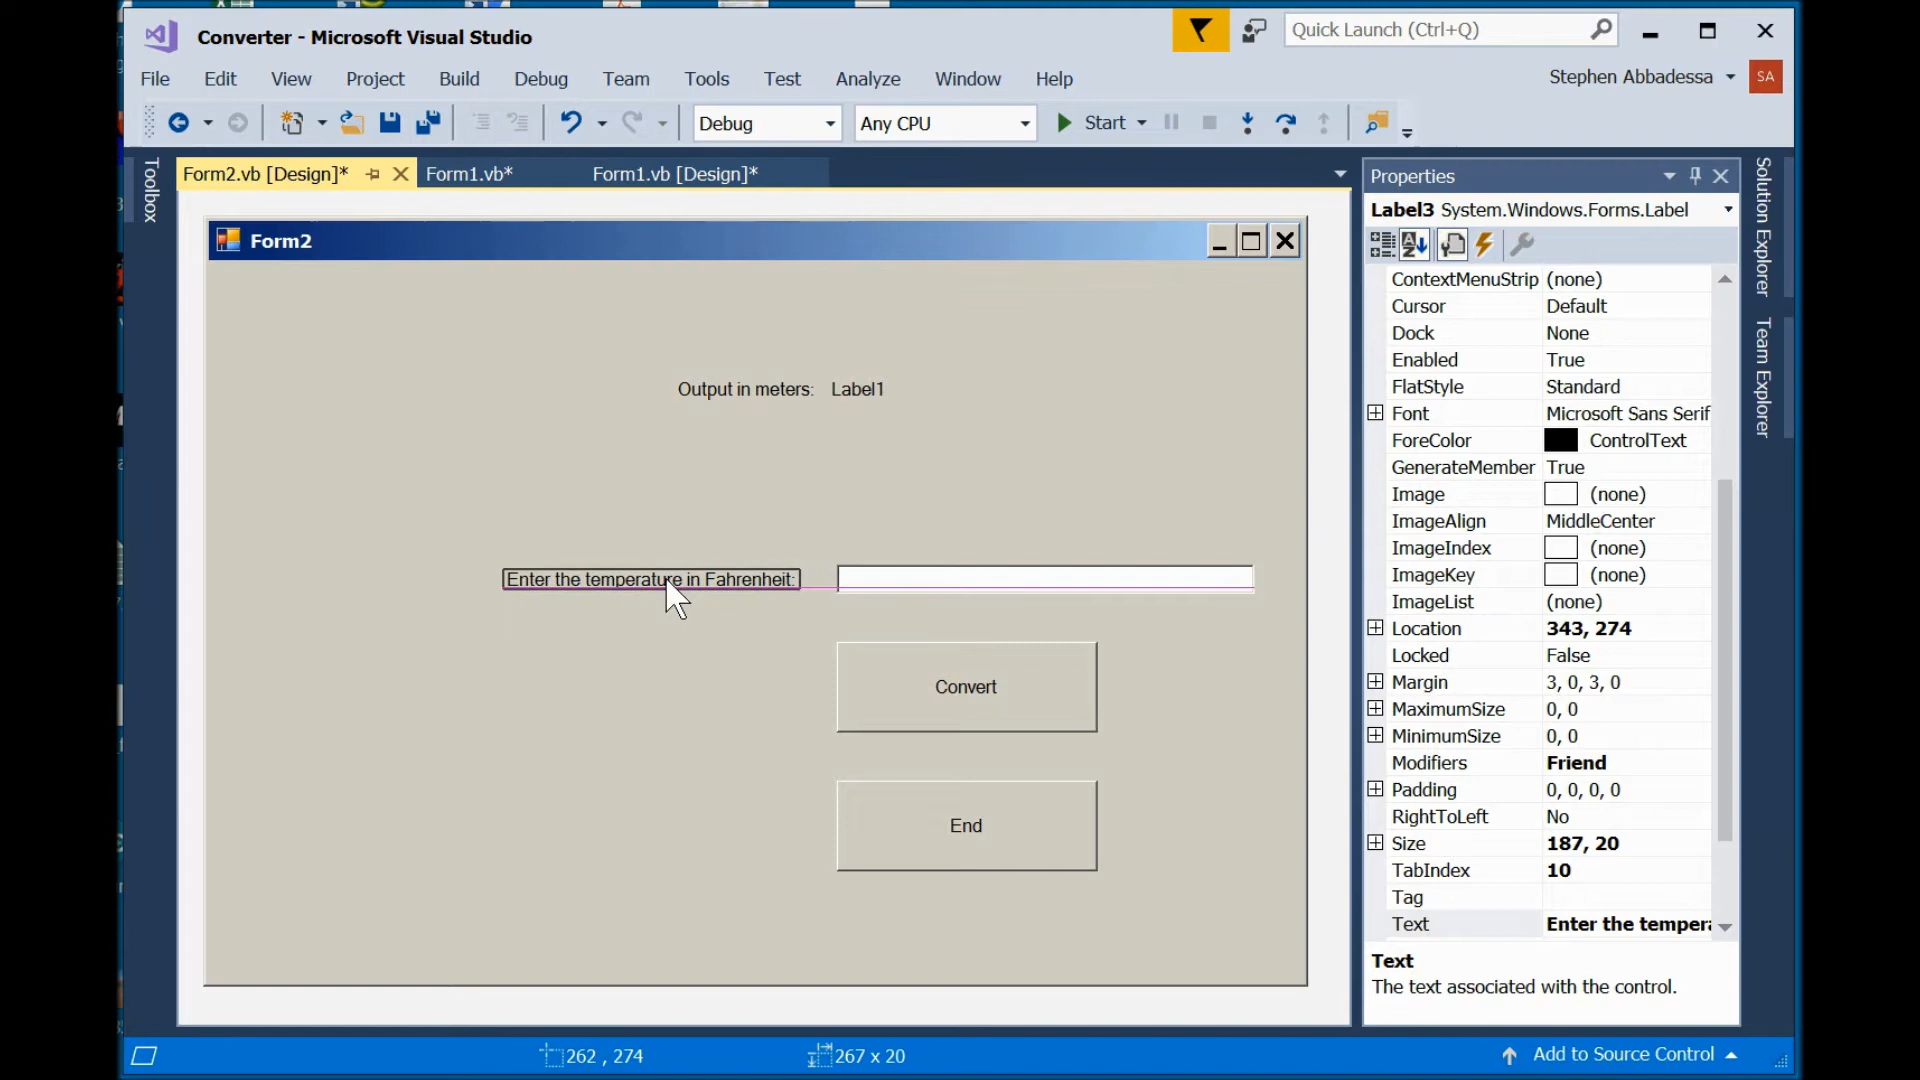 Converter - Microsoft Visual Studio
Quick Launch (Ctrl+Q)
File Edit View Project Build Debug Team Tools Test Analyze Window Help
Stephen Abbadessa
SA
Debug
Any CPU
Start
Toolbox
Form2.vb [Design]*
Form1.vb*
Form1.vb [Design]*
Form2
Output in meters: Label1
Enter the temperature in Fahrenheit:
Convert
End
Properties
Label3 System.Windows.Forms.Label
ContextMenuStrip (none)
Cursor Default
Dock None
Enabled True
FlatStyle Standard
Font Microsoft Sans Serif
ForeColor ControlText
GenerateMember True
Image (none)
ImageAlign MiddleCenter
ImageIndex (none)
ImageKey (none)
ImageList (none)
Location 343, 274
Locked False
Margin 3, 0, 3, 0
MaximumSize 0, 0
MinimumSize 0, 0
Modifiers Friend
Padding 0, 0, 0, 0
RightToLeft No
Size 187, 20
TabIndex 10
Tag
Text Enter the tempera
Text
The text associated with the control.
Solution Explorer
Team Explorer
262 , 274
267 x 20
Add to Source Control